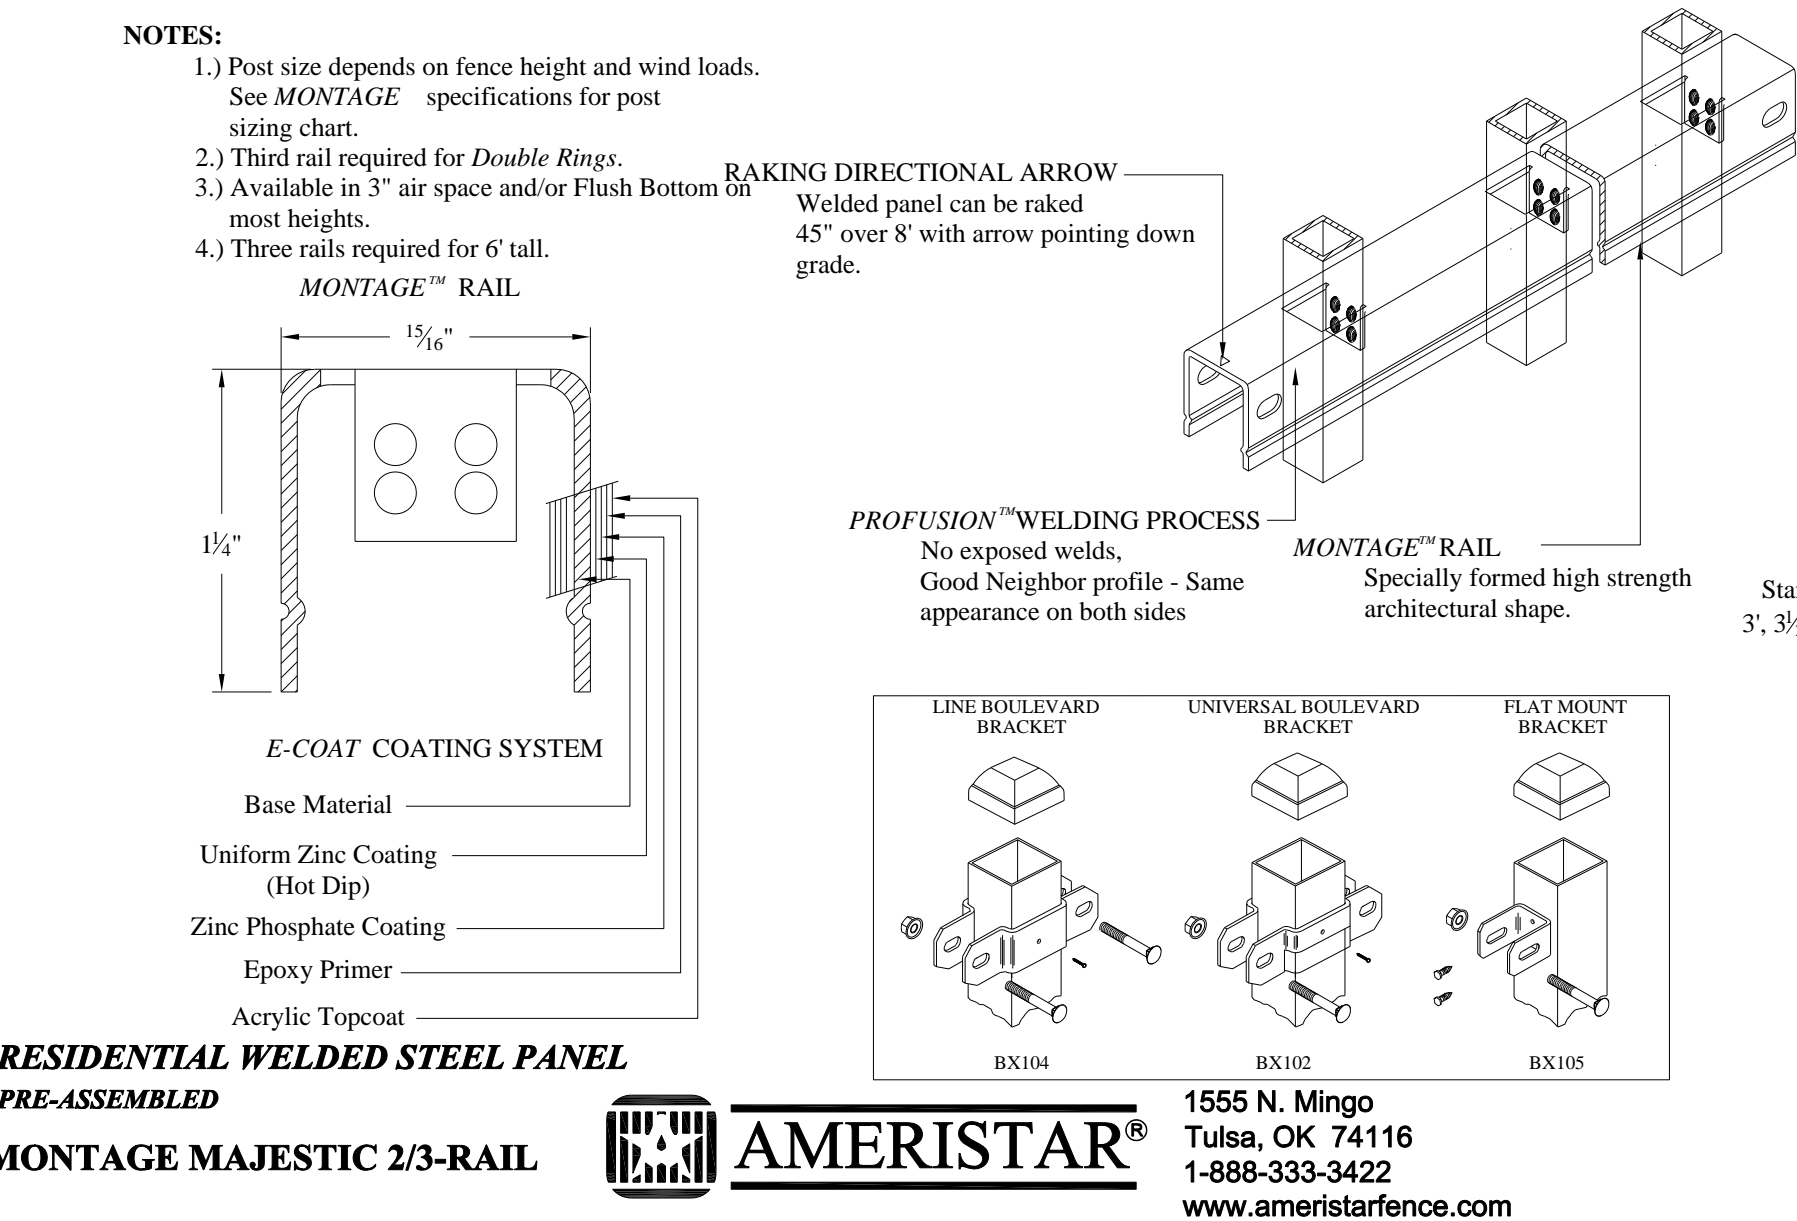 NOTES:
1.) Post size depends on fence height and wind loads.
See MONTAGE specifications for post
sizing chart.
2.) Third rail required for Double Rings.
3.) Available in 3" air space and/or Flush Bottom on
most heights.
4.) Three rails required for 6' tall.
MONTAGE™ RAIL
15/16"
1¼"
E-COAT COATING SYSTEM
Base Material
Uniform Zinc Coating
(Hot Dip)
Zinc Phosphate Coating
Epoxy Primer
Acrylic Topcoat
RAKING DIRECTIONAL ARROW
Welded panel can be raked
45" over 8' with arrow pointing down
grade.
PROFUSION™ WELDING PROCESS
No exposed welds,
Good Neighbor profile - Same
appearance on both sides
MONTAGE™ RAIL
Specially formed high strength
architectural shape.
3',
LINE BOULEVARD
BRACKET
UNIVERSAL BOULEVARD
BRACKET
FLAT MOUNT
BRACKET
BX104
BX102
BX105
RESIDENTIAL WELDED STEEL PANEL
PRE-ASSEMBLED
MONTAGE MAJESTIC 2/3-RAIL
AMERISTAR®
1555 N. Mingo
Tulsa, OK 74116
1-888-333-3422
www.ameristarfence.com